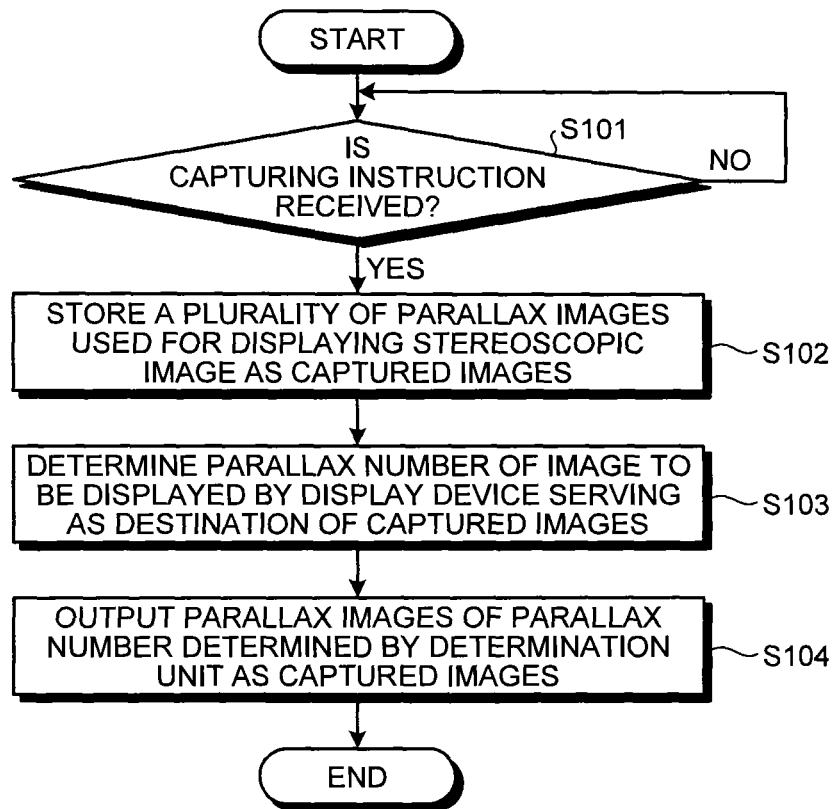 START
S101
IS
CAPTURING INSTRUCTION
RECEIVED?
NO
YES
STORE A PLURALITY OF PARALLAX IMAGES
USED FOR DISPLAYING STEREOSCOPIC
IMAGE AS CAPTURED IMAGES
S102
DETERMINE PARALLAX NUMBER OF IMAGE TO
BE DISPLAYED BY DISPLAY DEVICE SERVING
AS DESTINATION OF CAPTURED IMAGES
S103
OUTPUT PARALLAX IMAGES OF PARALLAX
NUMBER DETERMINED BY DETERMINATION
UNIT AS CAPTURED IMAGES
S104
END